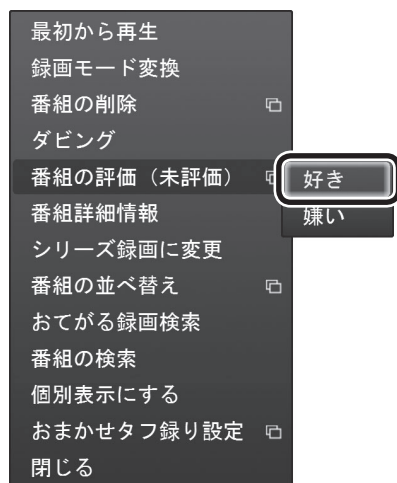 最初から再生
録画モード変換
番組の削除
ダビング
番組の評価（未評価）
好き
嫌い
番組詳細情報
シリーズ録画に変更
番組の並べ替え
おてがる録画検索
番組の検索
個別表示にする
おまかせタフ録り設定
閉じる